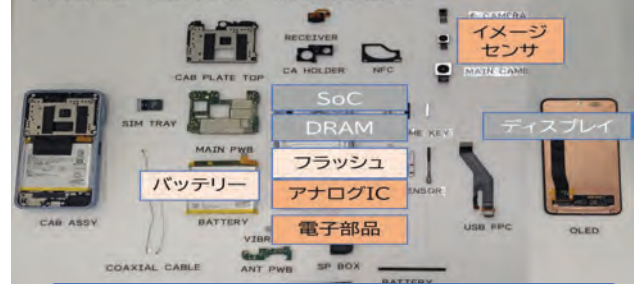 RECEIVER
イメージ
センサ
CAB PLATE TOP
CA HOLDER
NFC
MAIN CAM
SoC
SIM TRAY
DRAM
ディスプレイ
MAIN PWB
フラッシュ
バッテリー
アナログIC
CAB ASSY
BATTERY
電子部品
USB FPC
OLED
COAXIAL CABLE
ANT PWB
SP BOX
BATTERY